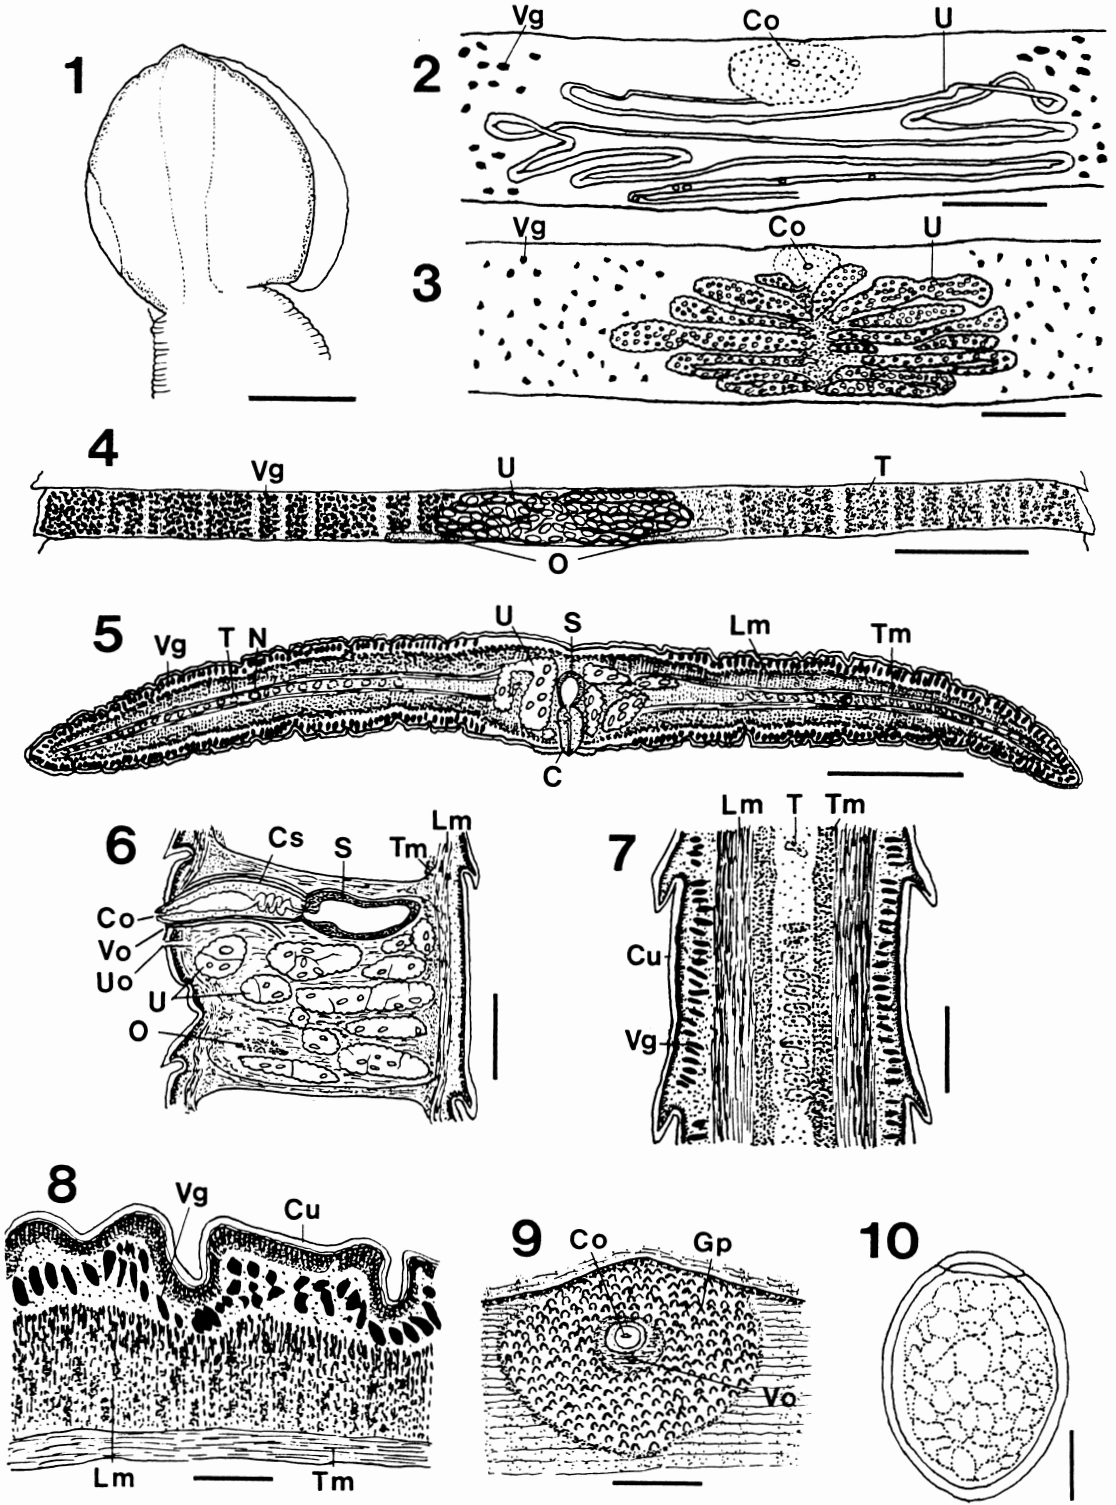 1
Vg Co U
2
Vg Co U
3
4
Vg U T
O
5
Vg T N U S Lm Tm
C
6
Cs S Tm Lm
Co
Vo
Uo
U
O
7
Lm T Tm
Cu
Vg
8
Vg Cu
Lm Tm
9
Co Gp
Vo
10